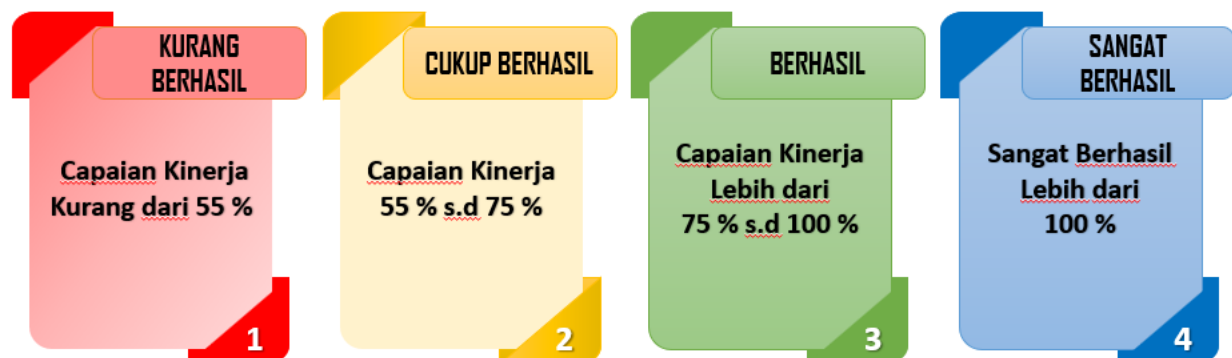 KURANG
BERHASIL
Capaian Kinerja
Kurang dari 55 %
1
CUKUP BERHASIL
Capaian Kinerja
55 % s.d 75 %
2
BERHASIL
Capaian Kinerja
Lebih dari
75 % s.d 100 %
3
SANGAT
BERHASIL
Sangat Berhasil
Lebih dari
100 %
4